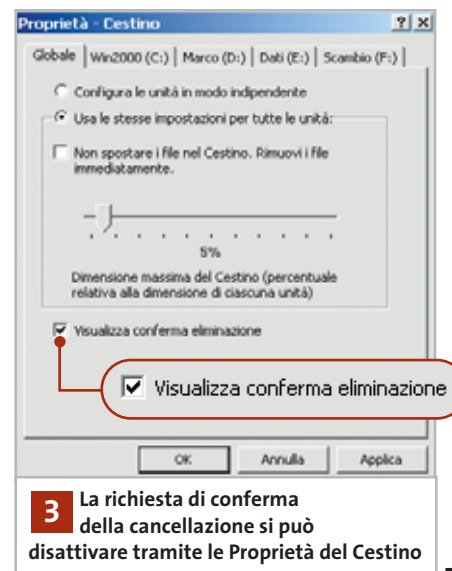 Proprietà - Cestino
Globale Win2000 (C:) Marco (D:) Dati (E:) Scambio (F:)
Configura le unità in modo indipendente
Usa le stesse impostazioni per tutte le unità:
Non spostare i file nel Cestino. Rimuovi i file
immediatamente.
5%
Dimensione massima del Cestino (percentuale
relativa alla dimensione di ciascuna unità)
Visualizza conferma eliminazione
Visualizza conferma eliminazione
OK Annulla Applica
3 La richiesta di conferma
della cancellazione si può
disattivare tramite le Proprietà del Cestino